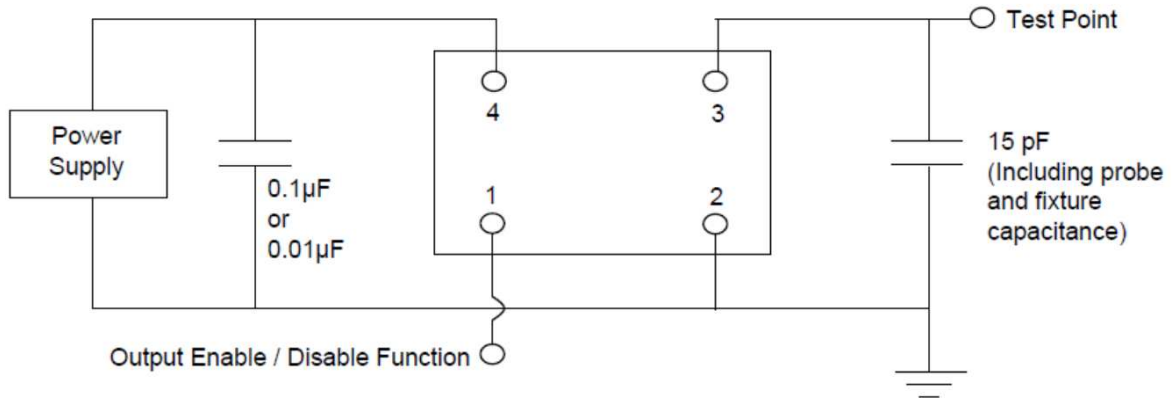 Test Point
4
3
Power
Supply
15 pF
(Including probe
and fixture
capacitance)
0.1µF
or
0.01µF
1
2
Output Enable / Disable Function